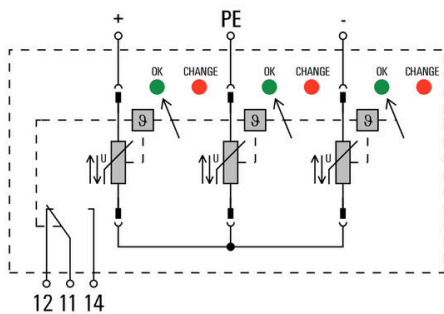 + PE -
OK CHANGE OK CHANGE OK CHANGE
ϑ ϑ ϑ
U U U
12 11 14